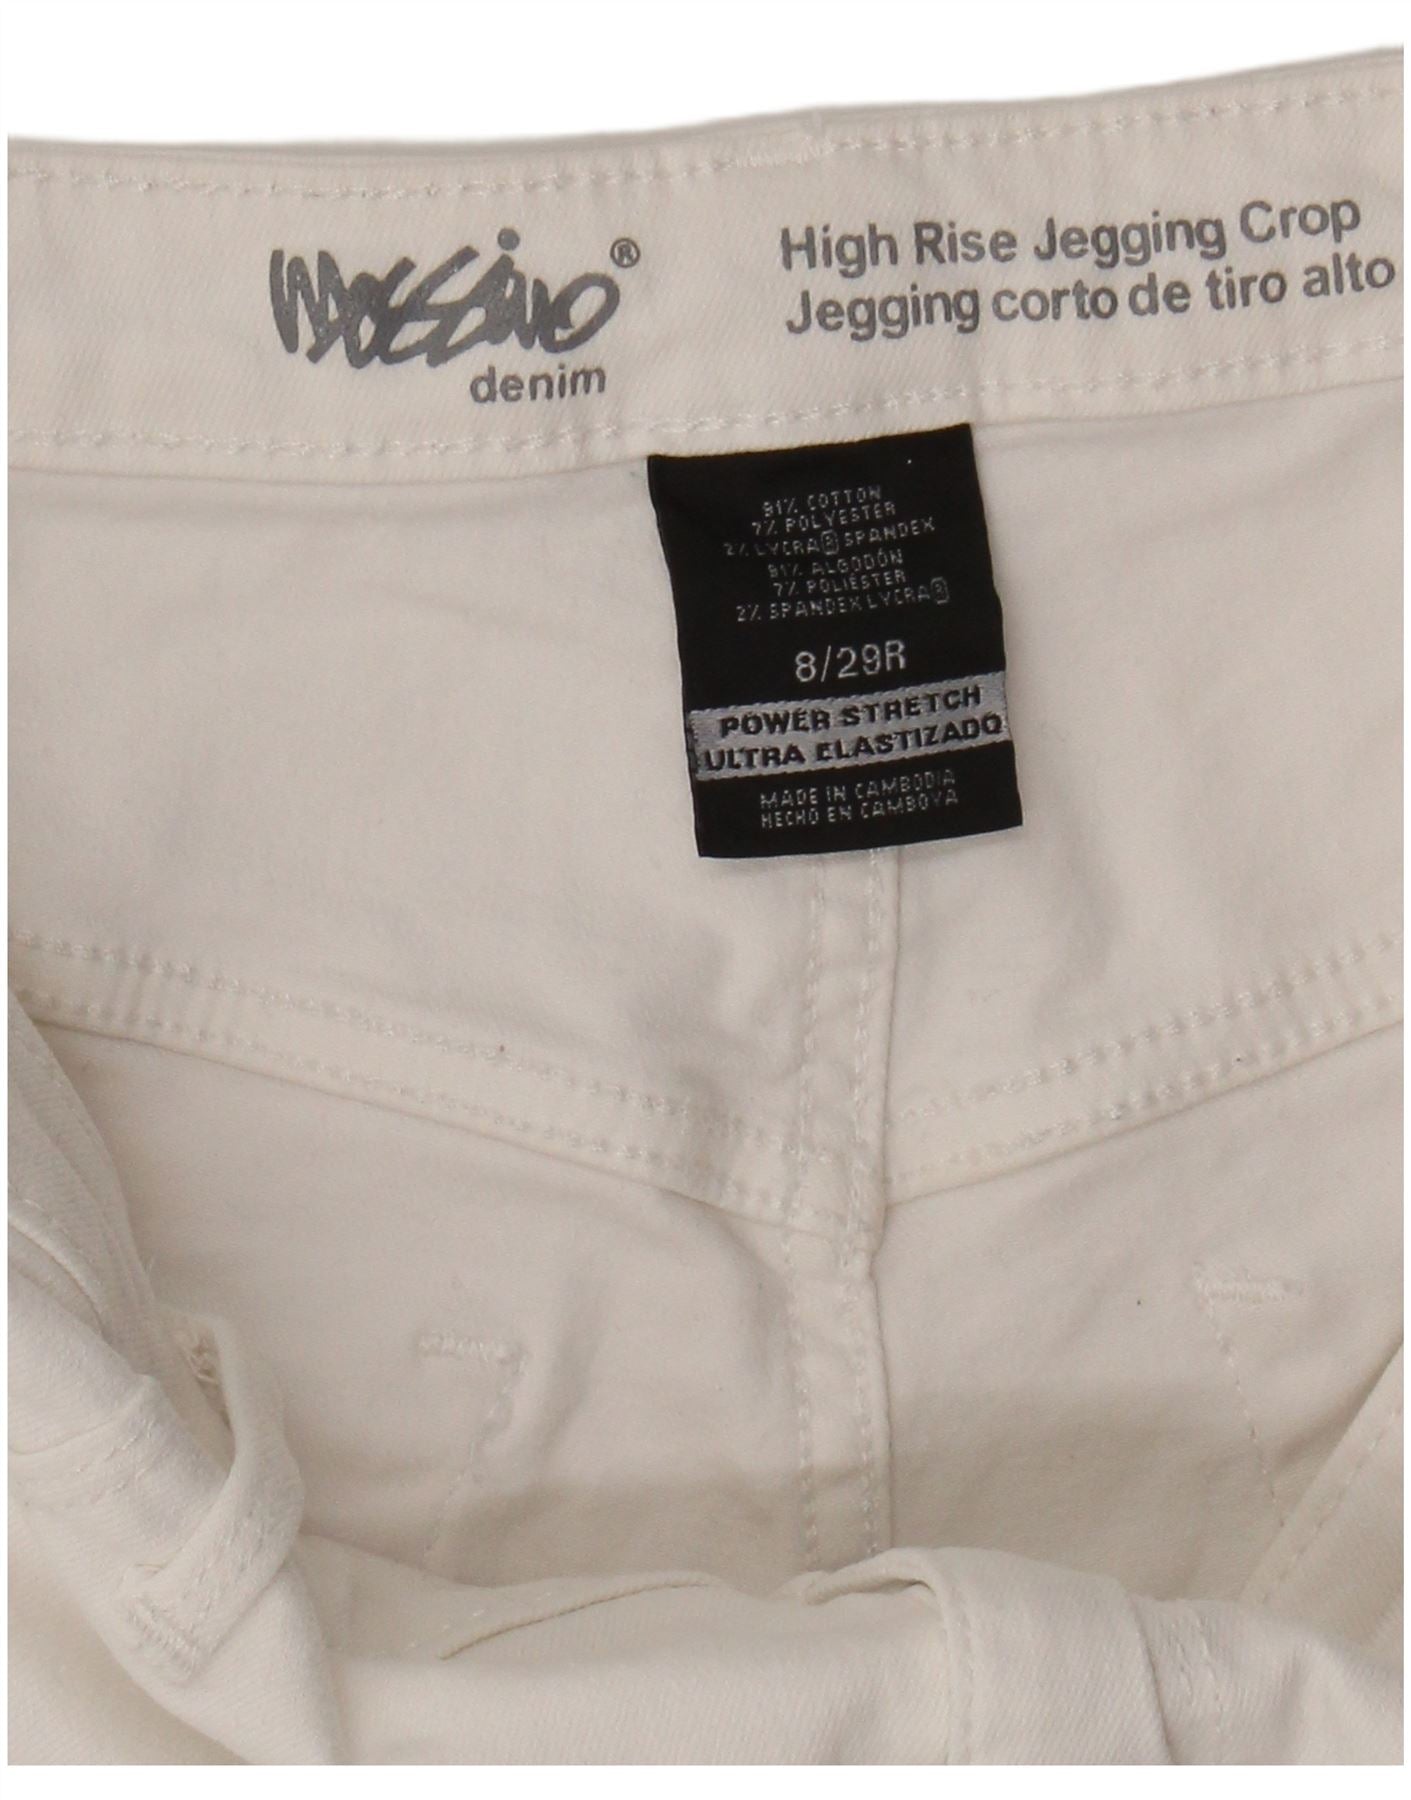 mossimo®
denim
High Rise Jegging Crop
Jegging corto de tiro alto
91% COTTON
7% POLYESTER
2% LYCRA® SPANDEX
91% ALGODÓN
7% POLIÉSTER
2% SPANDEX LYCRA®
8/29R
POWER STRETCH
ULTRA ELASTIZADO
MADE IN CAMBODIA
HECHO EN CAMBOYA